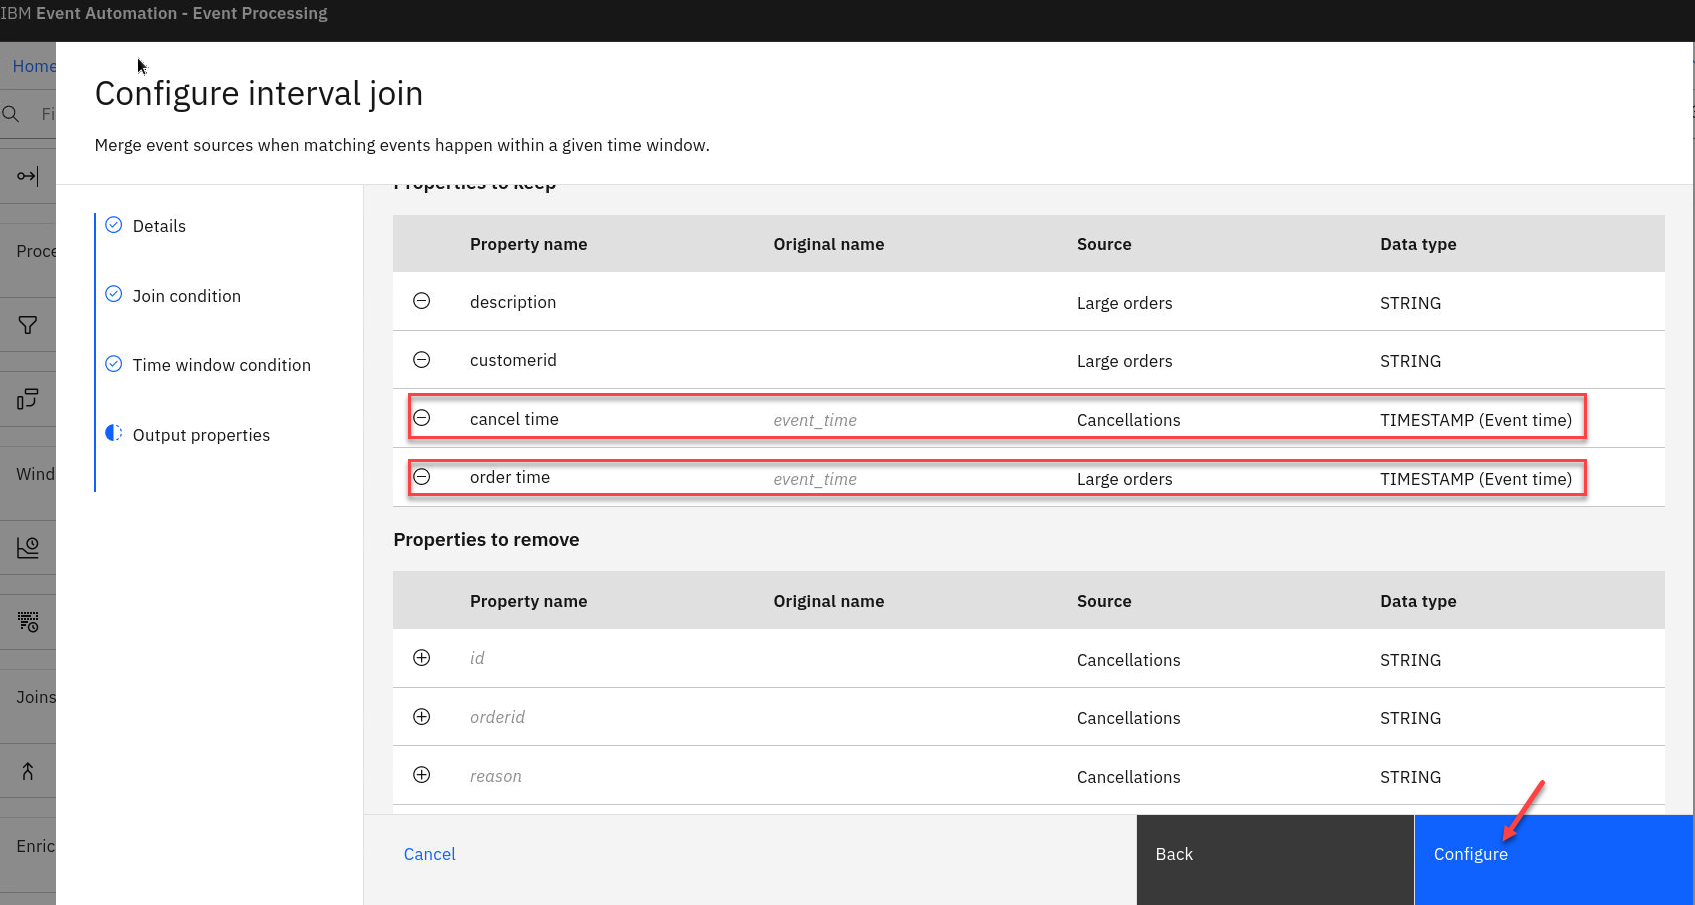 IBM Event Automation - Event Processing
Home
Configure interval join
Fi
Merge event sources when matching events happen within a given time window.
Properties to keep
Details
Join condition
Time window condition
Output properties
Property name Original name Source Data type
description Large orders STRING
customerid Large orders STRING
cancel time event_time Cancellations TIMESTAMP (Event time)
order time event_time Large orders TIMESTAMP (Event time)
Properties to remove
Property name Original name Source Data type
id Cancellations STRING
orderid Cancellations STRING
reason Cancellations STRING
Proce
Wind
Joins
Enric
Cancel Back Configure